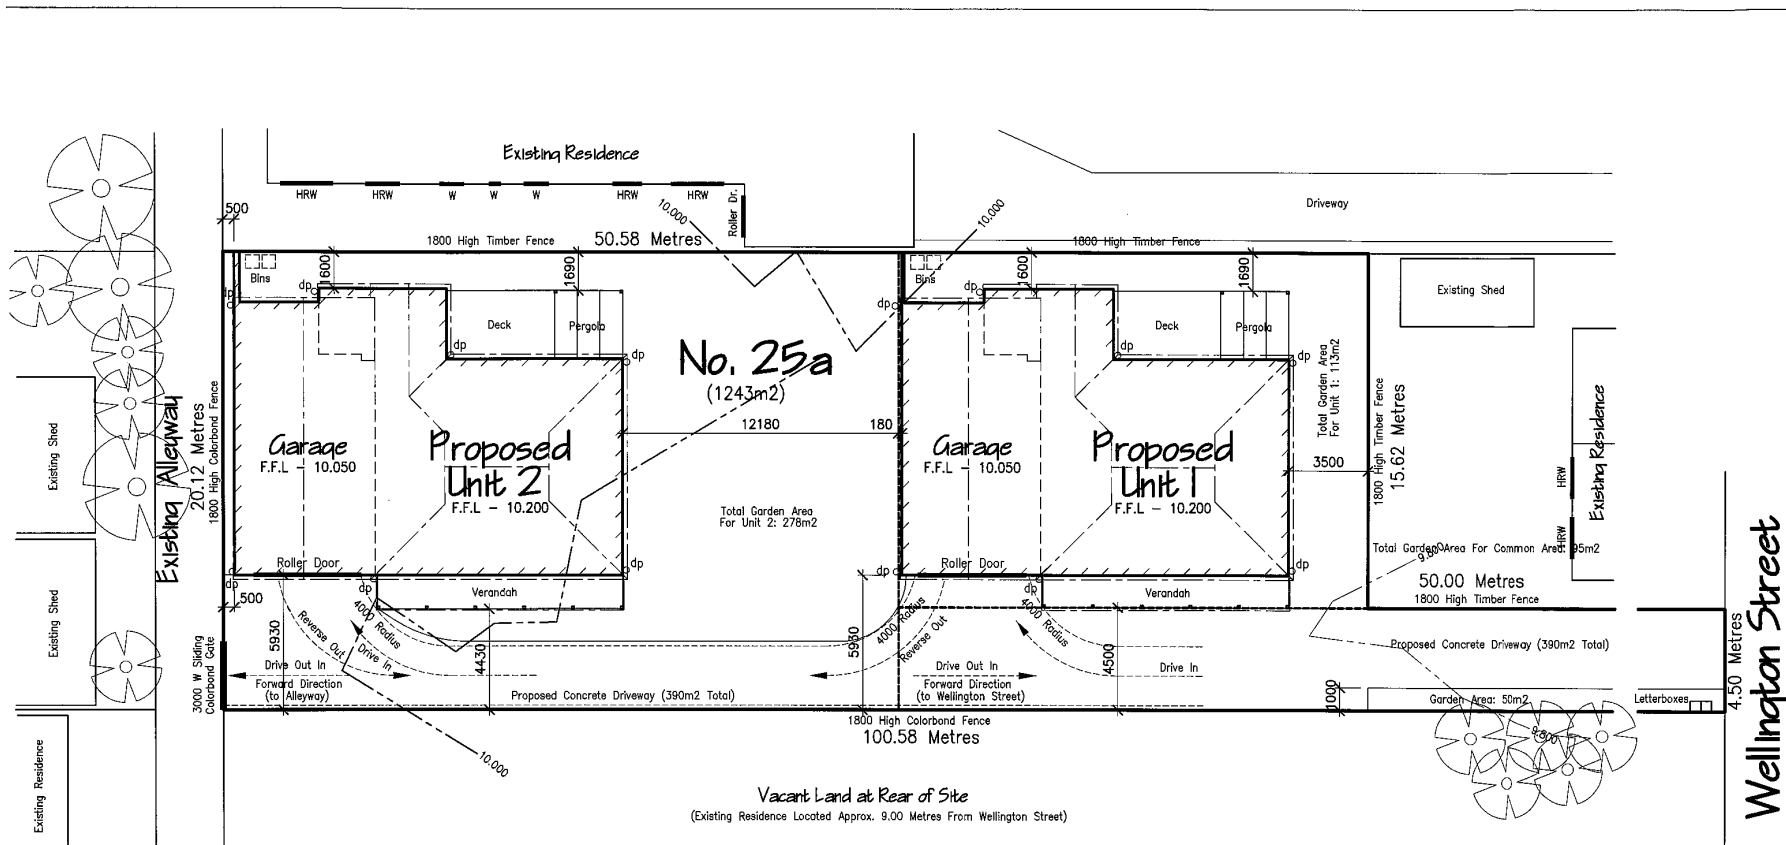 Existing Residence
HRW
HRW
W
W
W
HRW
HRW
Roller Dr.
10.000
10.000
Driveway
500
1800 High Timber Fence
50.58 Metres
1800 High Timber Fence
Bins
1600
1690
Bins
1600
1690
Existing Shed
dp
dp
dp
dp
dp
dp
dp
dp
Deck
Pergola
Deck
Pergola
No. 25a
(1243m2)
Total Garden Area
For Unit 1: 113m2
12180
180
3500
1800 High Timber Fence
15.62 Metres
Existing Alleyway
20.12 Metres
1800 High Colorbond Fence
Existing Shed
Garage
F.F.L - 10.050
Proposed
Unit 2
F.F.L - 10.200
Garage
F.F.L - 10.050
Proposed
Unit 1
F.F.L - 10.200
Total Garden Area
For Unit 2: 278m2
HRW
HRW
Existing Residence
Total Garden Area For Common Area: 95m2
9.800
50.00 Metres
1800 High Timber Fence
Roller Door
Roller Door
dp
dp
dp
dp
dp
dp
Verandah
Verandah
500
5930
4430
5930
4500
Existing Shed
Reverse Out
4000 Radius
Drive In
4000 Radius
Reverse Out
4000 Radius
Drive In
3000 W Sliding
Colorbond Gate
Drive Out In
Forward Direction
(to Alleyway)
Drive Out In
Forward Direction
(to Wellington Street)
Proposed Concrete Driveway (390m2 Total)
Proposed Concrete Driveway (390m2 Total)
1000
Garden Area: 50m2
Letterboxes
4.50 Metres
Wellington Street
1800 High Colorbond Fence
100.58 Metres
9.800
10.000
Existing Residence
Vacant Land at Rear of Site
(Existing Residence Located Approx. 9.00 Metres From Wellington Street)